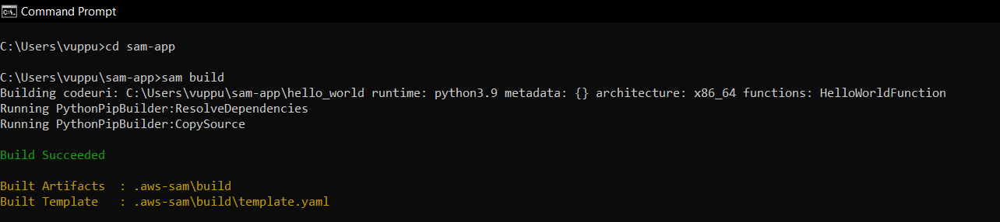 Command Prompt
C:\Users\vuppu>cd sam-app
C:\Users\vuppu\sam-app>sam build
Building codeuri: C:\Users\vuppu\sam-app\hello_world runtime: python3.9 metadata: {} architecture: x86_64 functions: HelloWorldFunction
Running PythonPipBuilder:ResolveDependencies
Running PythonPipBuilder:CopySource
Build Succeeded
Built Artifacts  : .aws-sam\build
Built Template   : .aws-sam\build\template.yaml